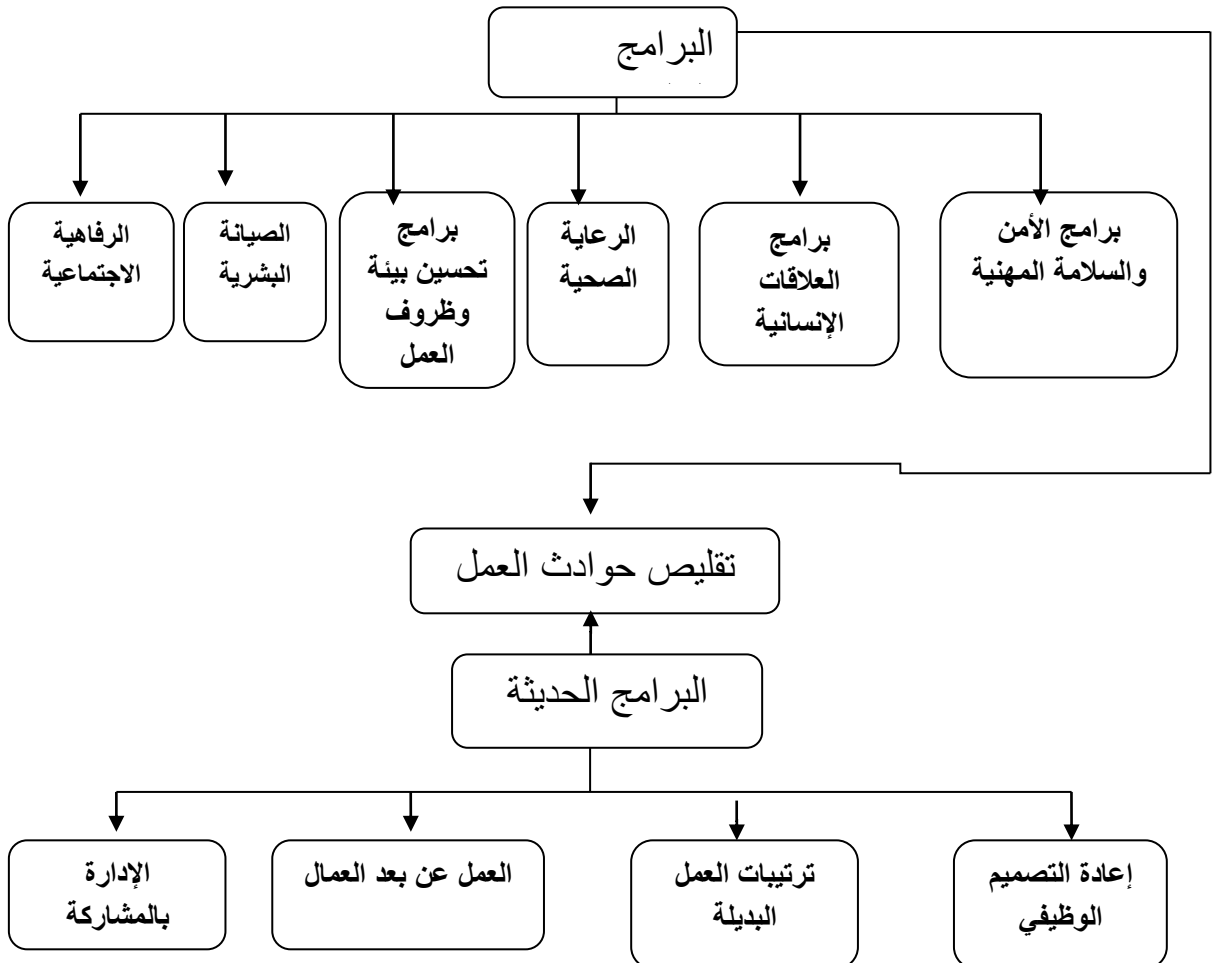 البرامج
برامج الأمن
والسلامة المهنية
برامج
العلاقات
الإنسانية
الرعاية
الصحية
برامج
تحسين بيئة
وظروف
العمل
الصيانة
البشرية
الرفاهية
الاجتماعية
تقليص حوادث العمل
البرامج الحديثة
إعادة التصميم
الوظيفي
ترتيبات العمل
البديلة
العمل عن بعد العمال
الإدارة
بالمشاركة